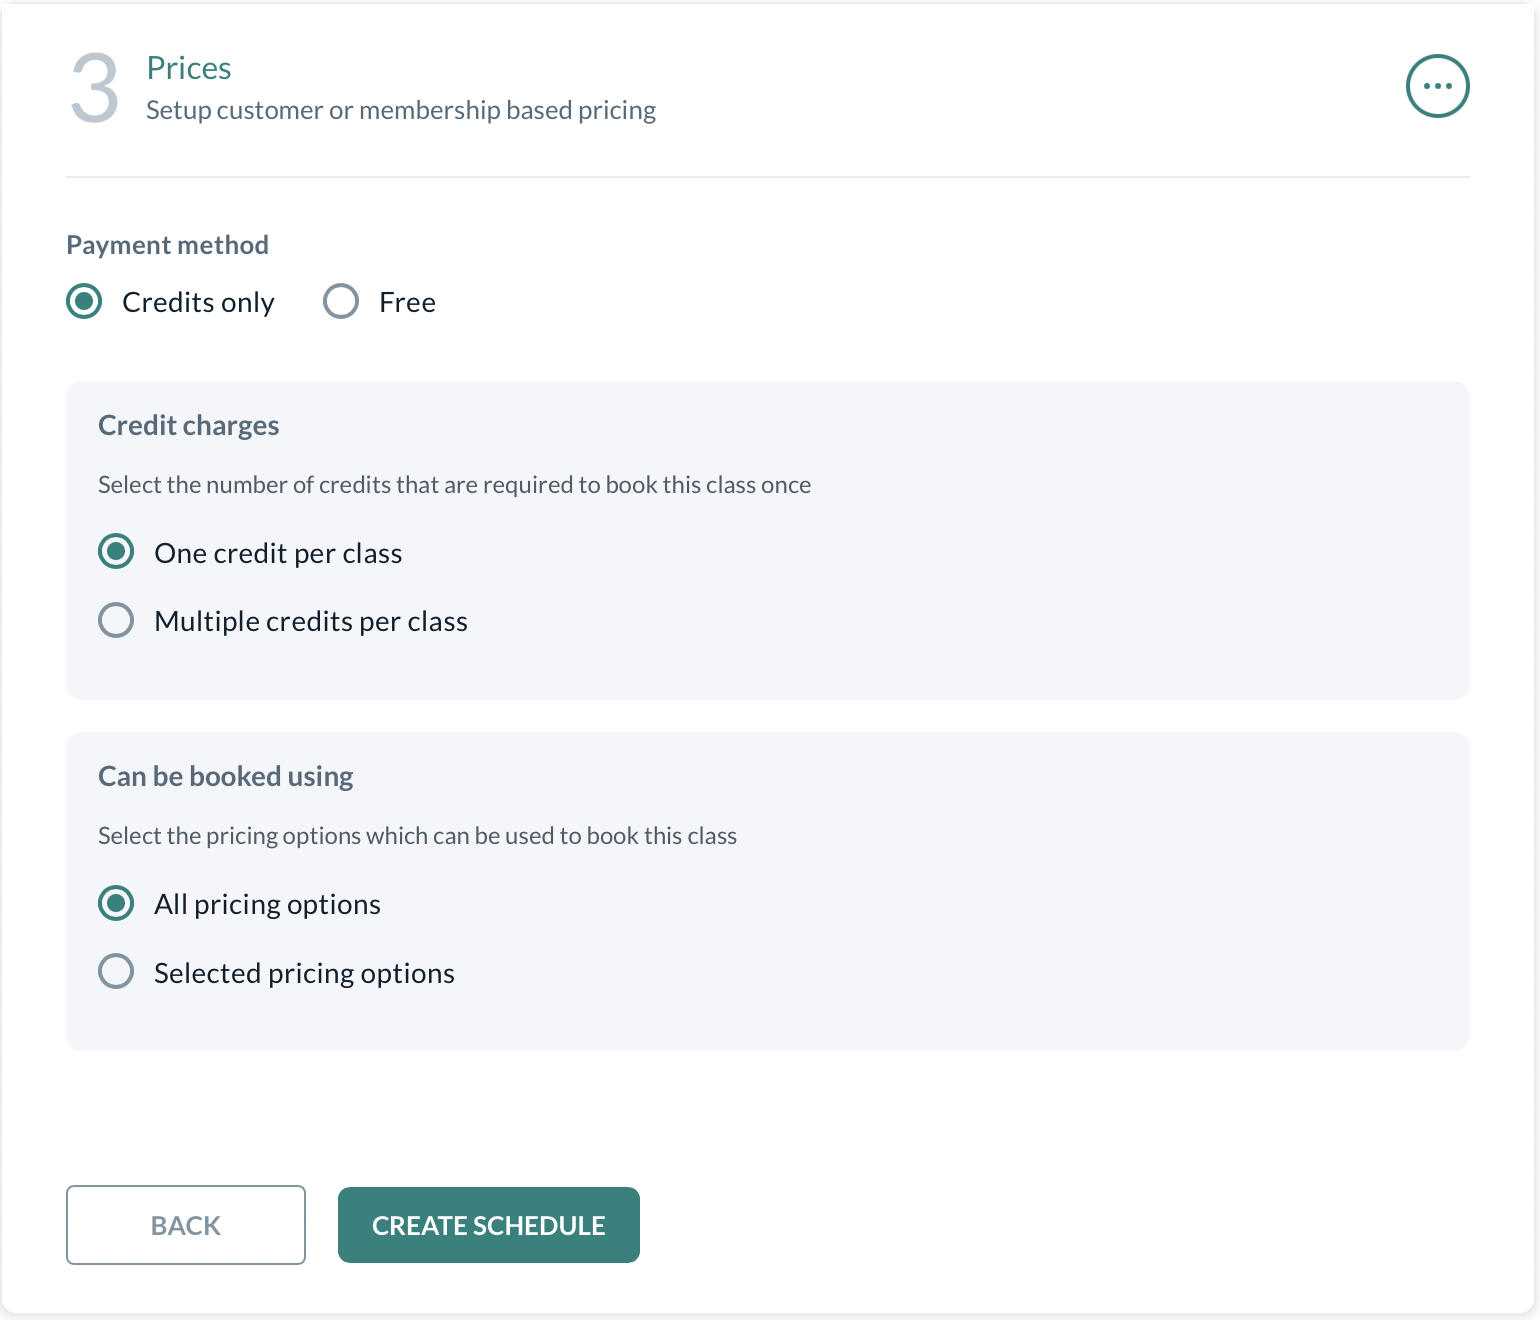 3
Prices
Setup customer or membership based pricing
Payment method
Credits only Free
Credit charges
Select the number of credits that are required to book this class once
One credit per class
Multiple credits per class
Can be booked using
Select the pricing options which can be used to book this class
All pricing options
Selected pricing options
BACK CREATE SCHEDULE